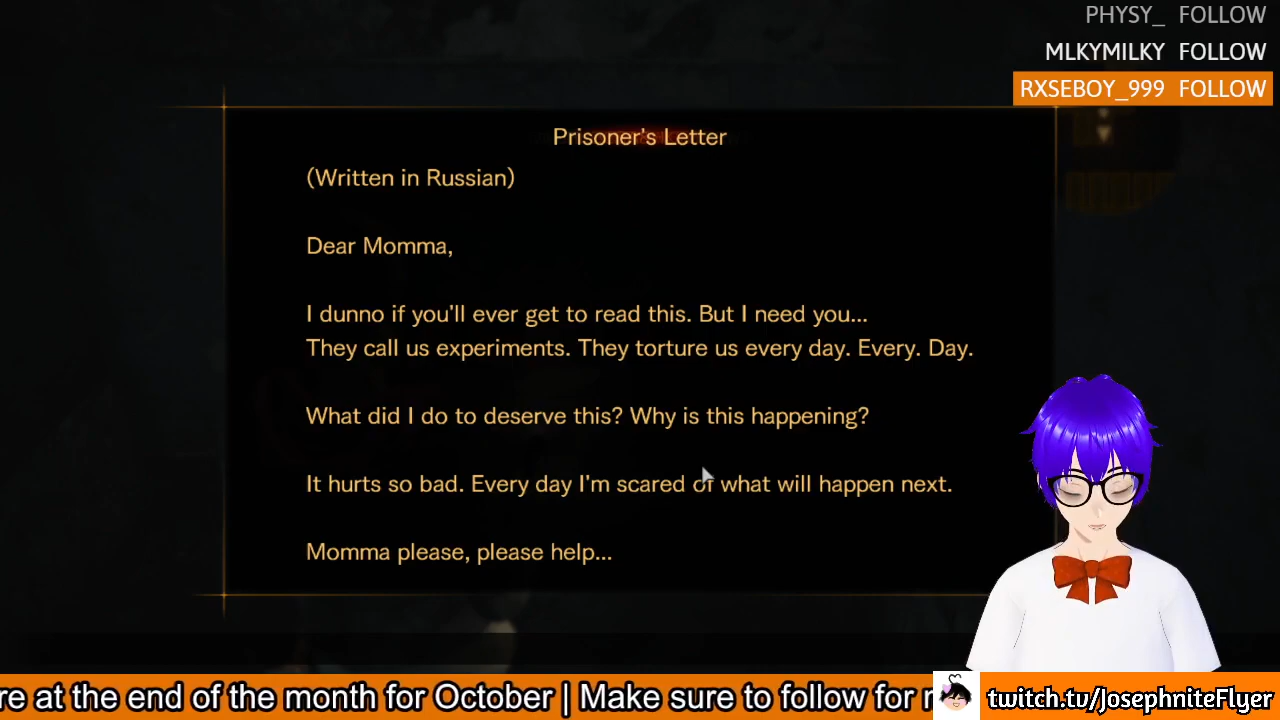 PHYSY_ FOLLOW
MLKYMILKY FOLLOW
RXSEBOY_999 FOLLOW
Prisoner's Letter
(Written in Russian)
Dear Momma,
I dunno if you'll ever get to read this. But I need you...
They call us experiments. They torture us every day. Every. Day.
What did I do to deserve this? Why is this happening?
It hurts so bad. Every day I'm scared of what will happen next.
Momma please, please help...
re at the end of the month for October | Make sure to follow for
twitch.tv/JosephniteFlyer